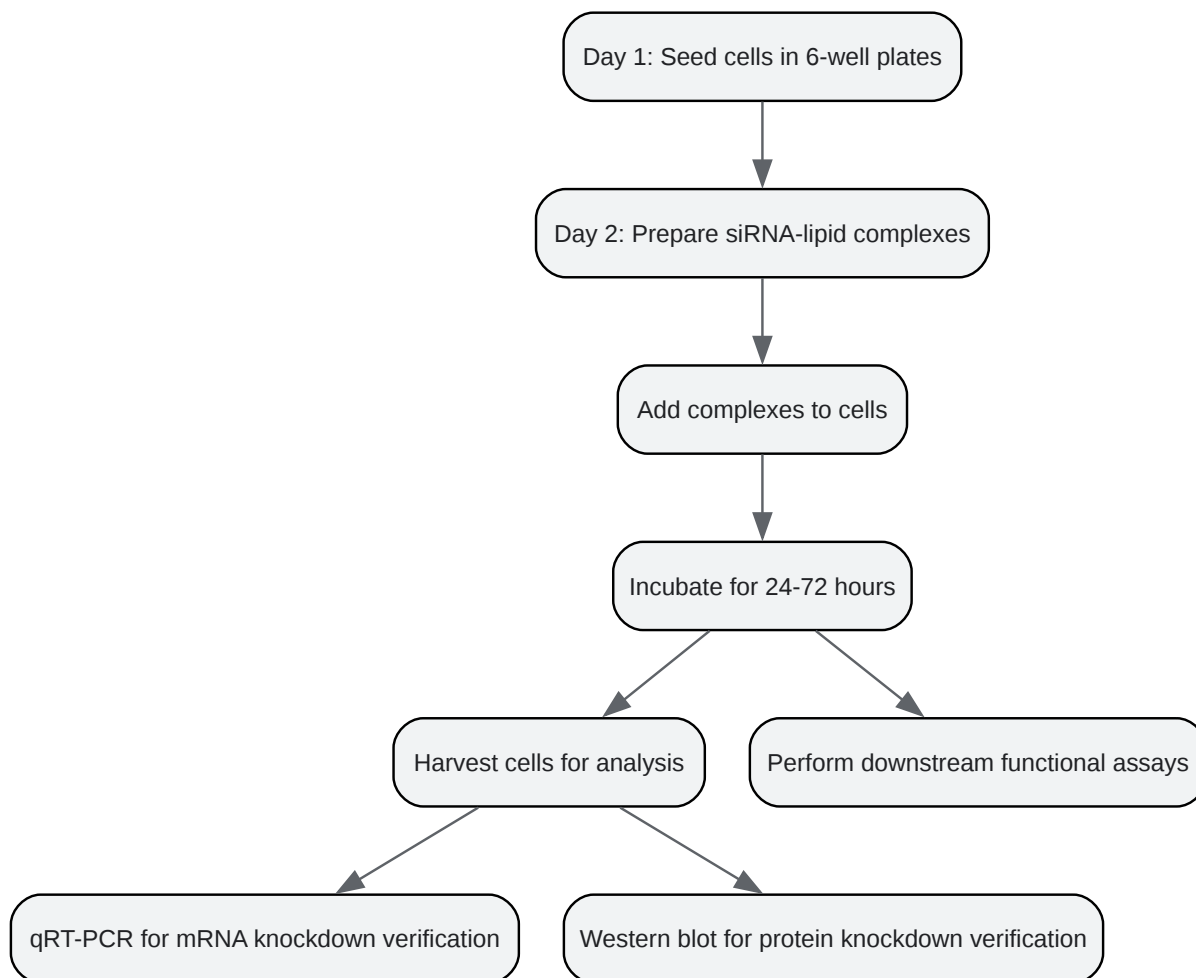 Day 1: Seed cells in 6-well plates
Day 2: Prepare siRNA-lipid complexes
Add complexes to cells
Incubate for 24-72 hours
Harvest cells for analysis
Perform downstream functional assays
qRT-PCR for mRNA knockdown verification
Western blot for protein knockdown verification